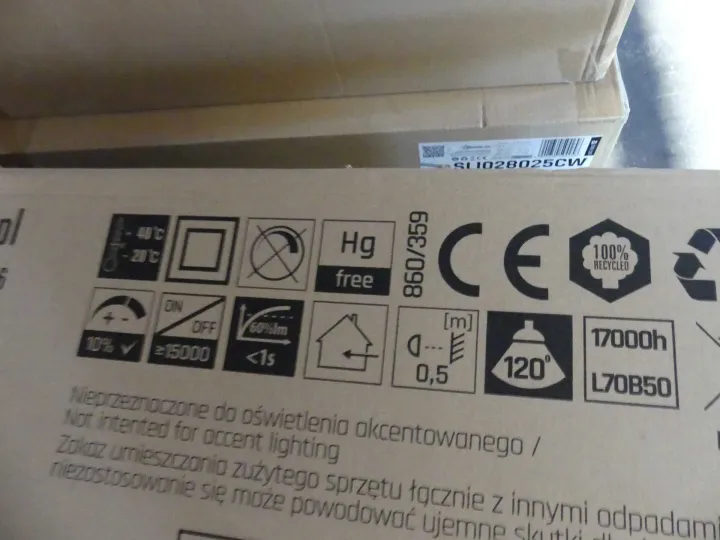 SLI028025CW
- 40°C
- 20°C
Hg
free
860/359
CE
100%
RECYCLED
+ -
10%
ON
OFF
≥15000
60%lm
<1s
[m]
0,5
120°
17000h
L70B50
Nieprzeznaczone do oświetlenia akcentowanego /
Not intented for accent lighting
Zakaz umieszczania zużytego sprzętu łącznie z innymi odpadami
niezastosowanie się może powodować ujemne skutki dl